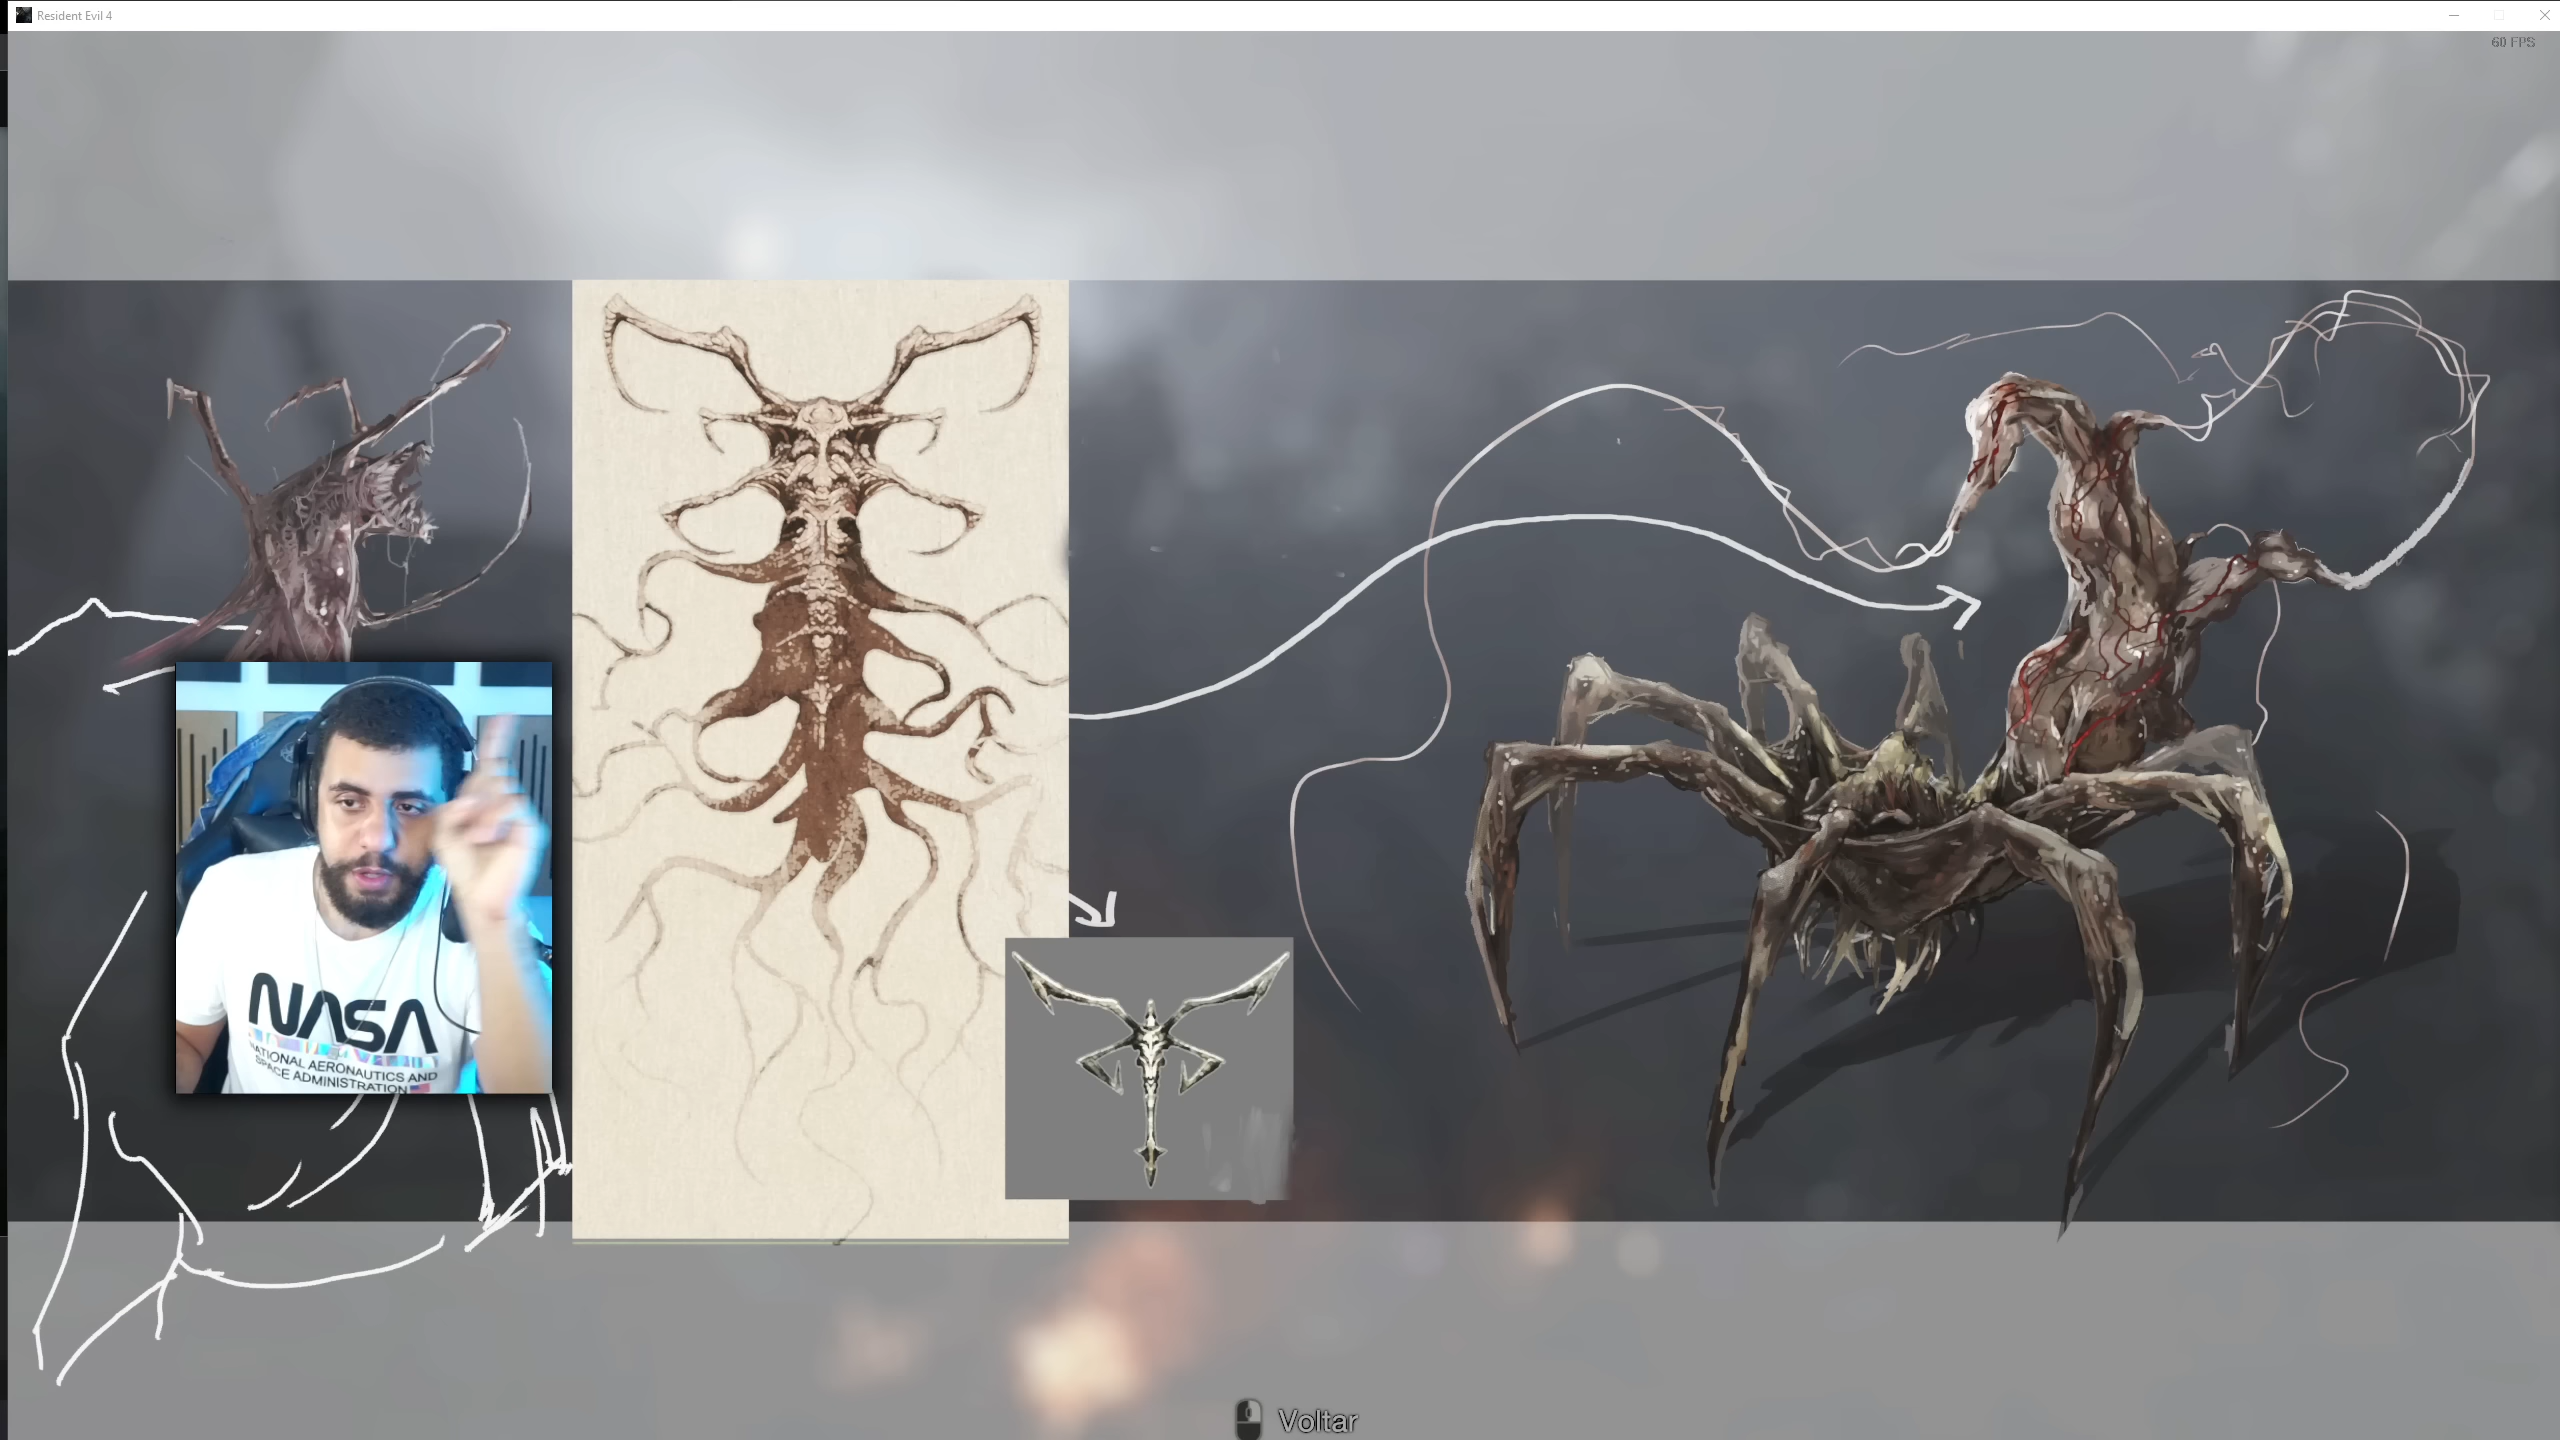 Resident Evil 4
60 FPS
NASA
NATIONAL AERONAUTICS AND
SPACE ADMINISTRATION
Voltar